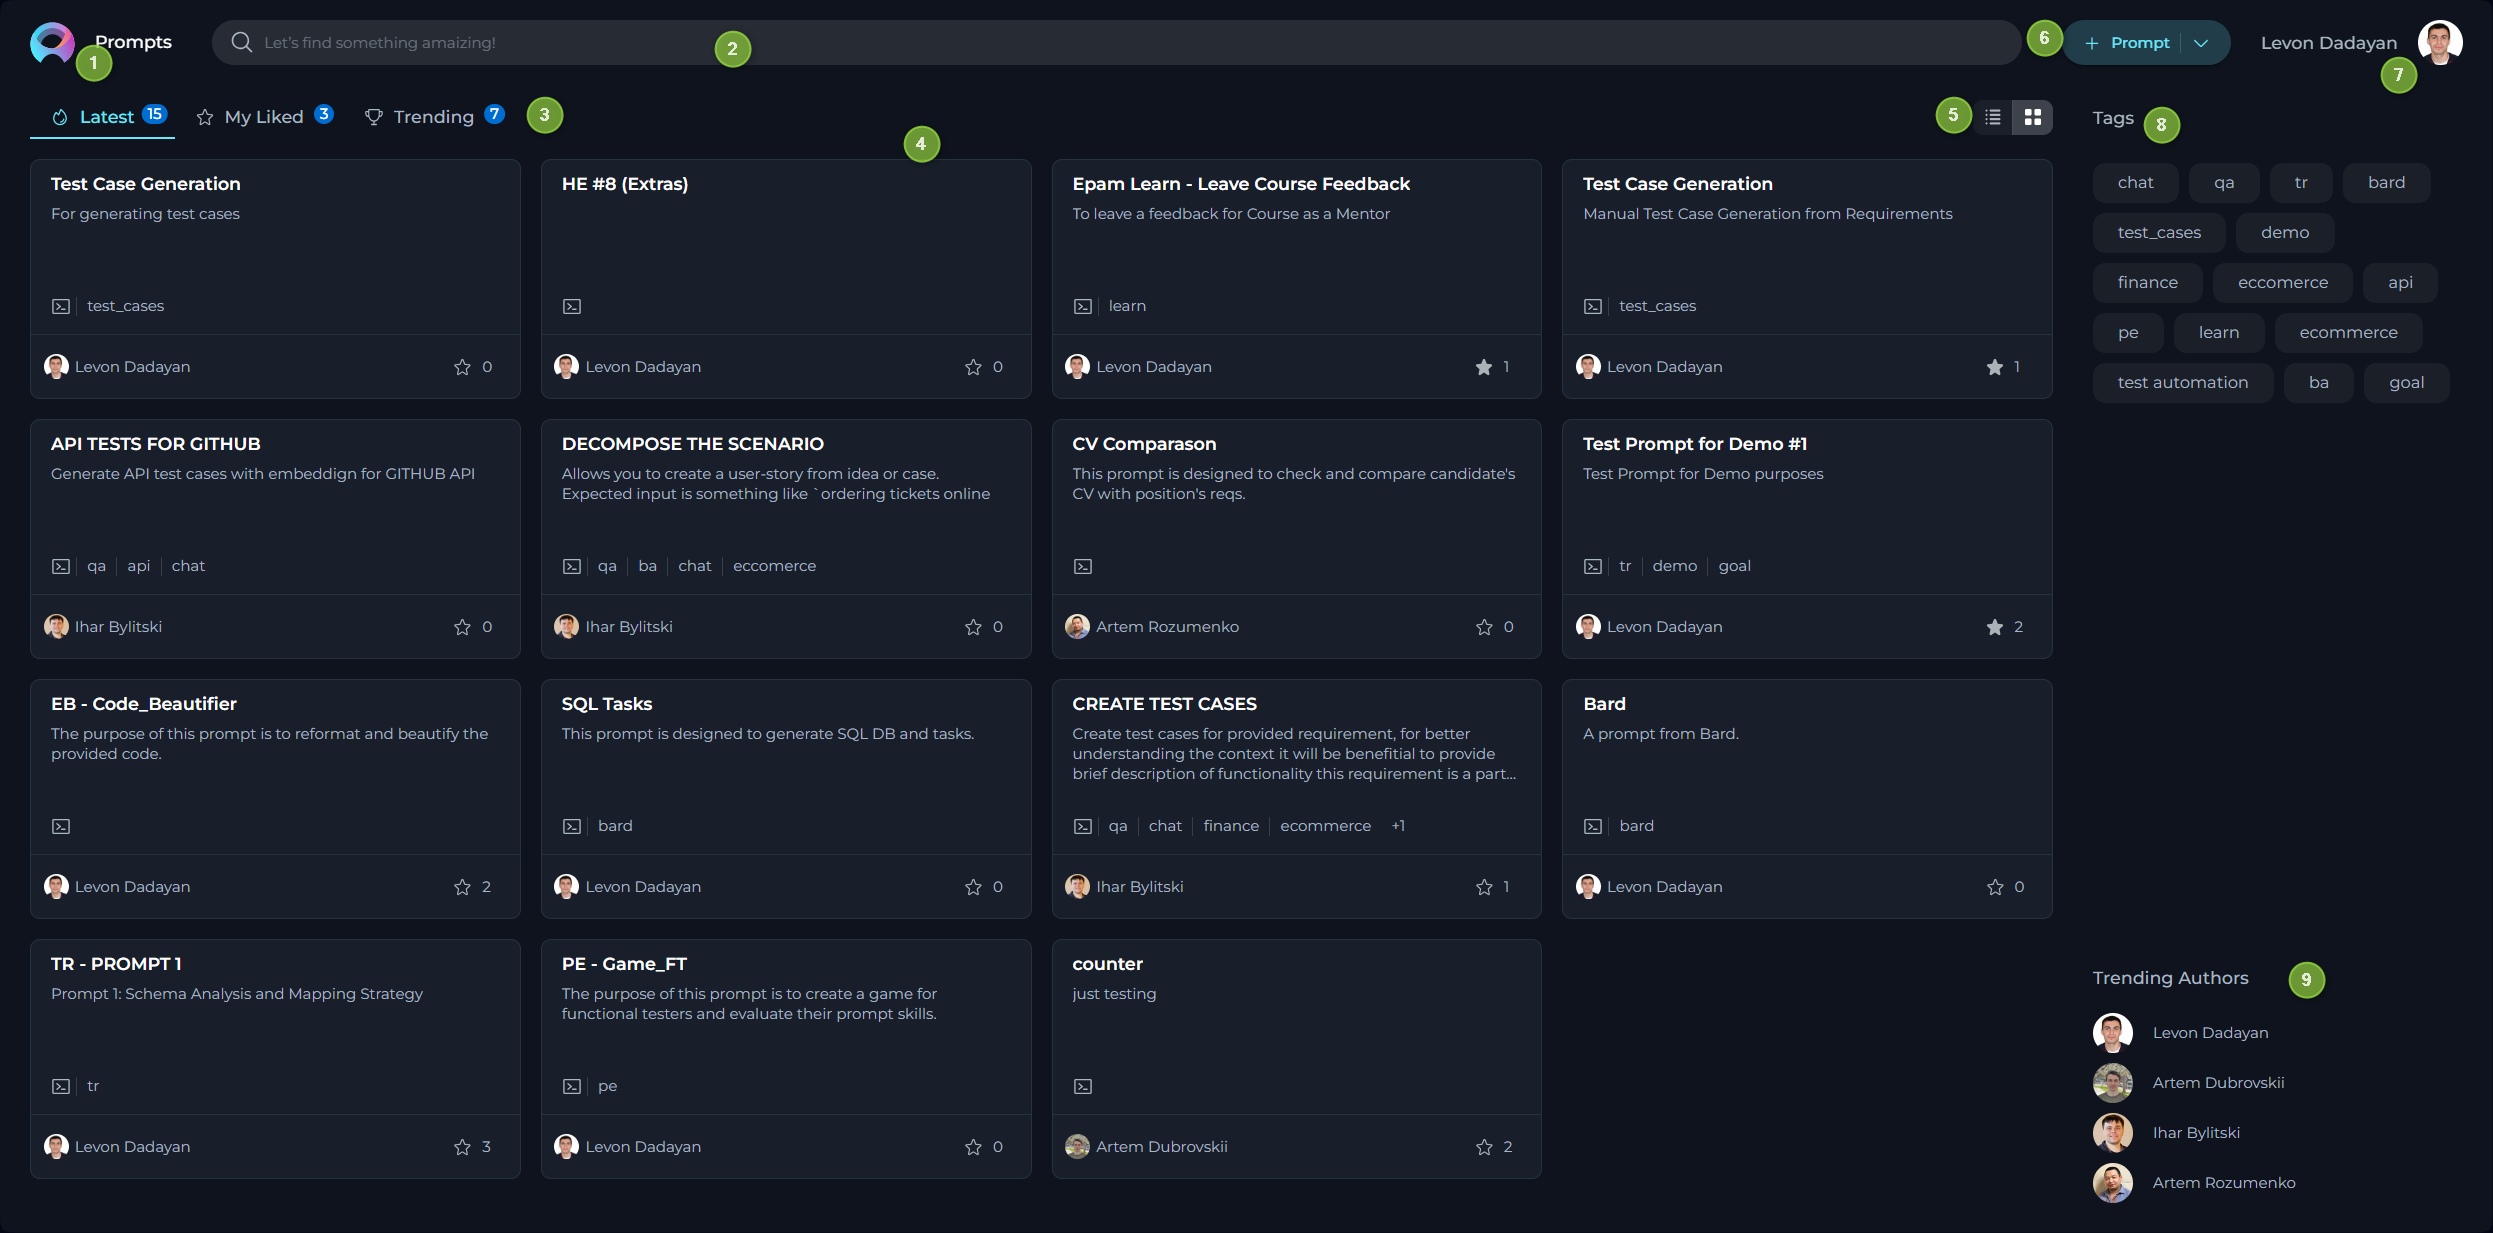 Prompts
Let's find something amaizing!
Prompt
Levon Dadayan
1
2
6
7
Latest 15
My Liked 3
Trending 7
3
4
5
Tags
8
Test Case Generation
For generating test cases
test_cases
Levon Dadayan
0
HE #8 (Extras)
Levon Dadayan
0
Epam Learn - Leave Course Feedback
To leave a feedback for Course as a Mentor
learn
Levon Dadayan
1
Test Case Generation
Manual Test Case Generation from Requirements
test_cases
Levon Dadayan
1
API TESTS FOR GITHUB
Generate API test cases with embeddign for GITHUB API
qa api chat
Ihar Bylitski
0
DECOMPOSE THE SCENARIO
Allows you to create a user-story from idea or case.
Expected input is something like `ordering tickets online
qa ba chat eccomerce
Ihar Bylitski
0
CV Comparason
This prompt is designed to check and compare candidate's
CV with position's reqs.
Artem Rozumenko
0
Test Prompt for Demo #1
Test Prompt for Demo purposes
tr demo goal
Levon Dadayan
2
EB - Code_Beautifier
The purpose of this prompt is to reformat and beautify the
provided code.
Levon Dadayan
2
SQL Tasks
This prompt is designed to generate SQL DB and tasks.
bard
Levon Dadayan
0
CREATE TEST CASES
Create test cases for provided requirement, for better
understanding the context it will be benefitial to provide
brief description of functionality this requirement is a part...
qa chat finance ecommerce +1
Ihar Bylitski
1
Bard
A prompt from Bard.
bard
Levon Dadayan
0
TR - PROMPT 1
Prompt 1: Schema Analysis and Mapping Strategy
tr
Levon Dadayan
3
PE - Game_FT
The purpose of this prompt is to create a game for
functional testers and evaluate their prompt skills.
pe
Levon Dadayan
0
counter
just testing
Artem Dubrovskii
2
chat qa tr bard
test_cases demo
finance eccomerce api
pe learn ecommerce
test automation ba goal
Trending Authors
9
Levon Dadayan
Artem Dubrovskii
Ihar Bylitski
Artem Rozumenko